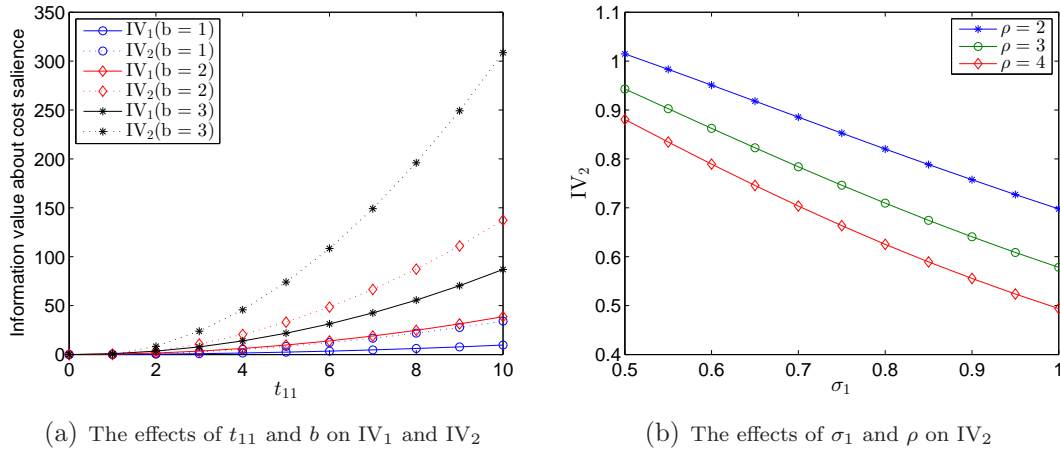 Information value about cost salience
350
300
250
200
150
100
50
0
IV₁(b = 1)
IV₂(b = 1)
IV₁(b = 2)
IV₂(b = 2)
IV₁(b = 3)
IV₂(b = 3)
0 2 4 6 8 10
t₁₁
(a) The effects of t₁₁ and b on IV₁ and IV₂
IV₂
1.1
1
0.9
0.8
0.7
0.6
0.5
0.4
ρ = 2
ρ = 3
ρ = 4
0.5 0.6 0.7 0.8 0.9 1
σ₁
(b) The effects of σ₁ and ρ on IV₂